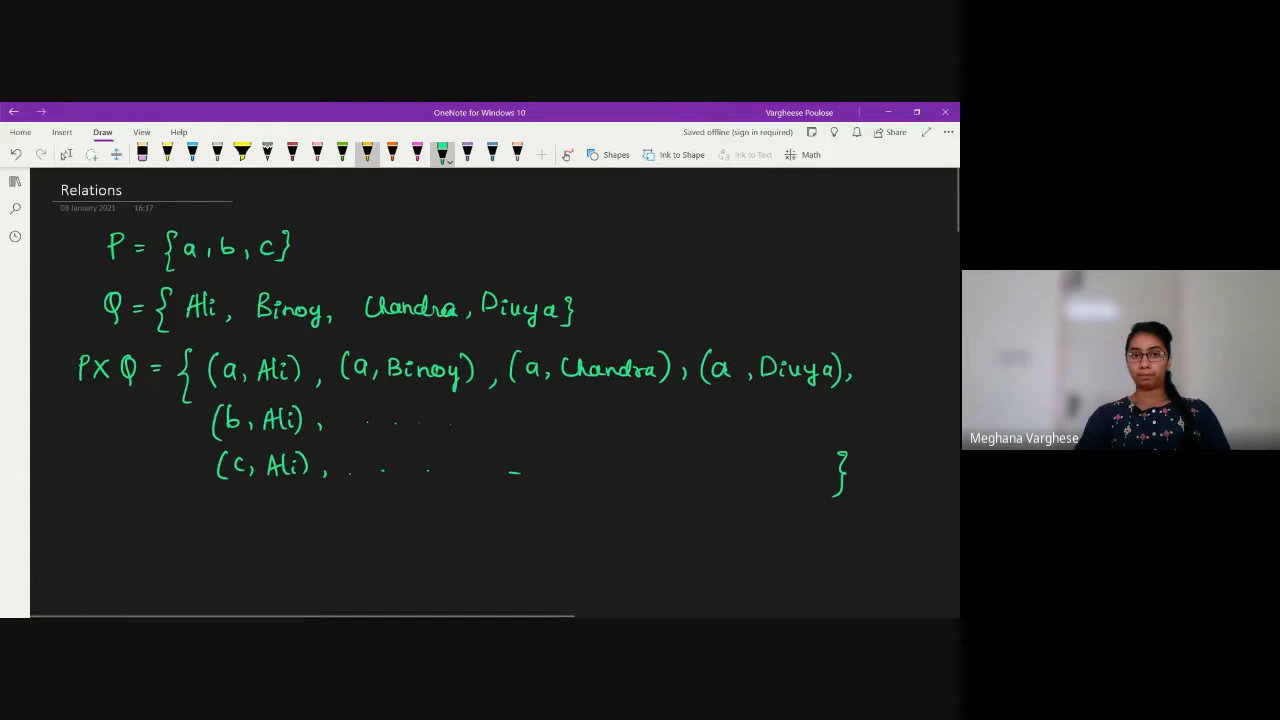 OneNote for Windows 10
Vargheese Poulose
Home Insert Draw View Help
Saved offline (sign in required)
Share
Shapes
Ink to Shape
Ink to Text
Math
Relations
08 January 2021 16:17
P = {a, b, c}
Q = { Ali, Binoy, Chandra, Divya}
P X Q = { (a, Ali), (a, Binoy), (a, Chandra), (a, Divya),
(b, Ali), . . . .
(c, Ali), . . . – }
Meghana Varghese